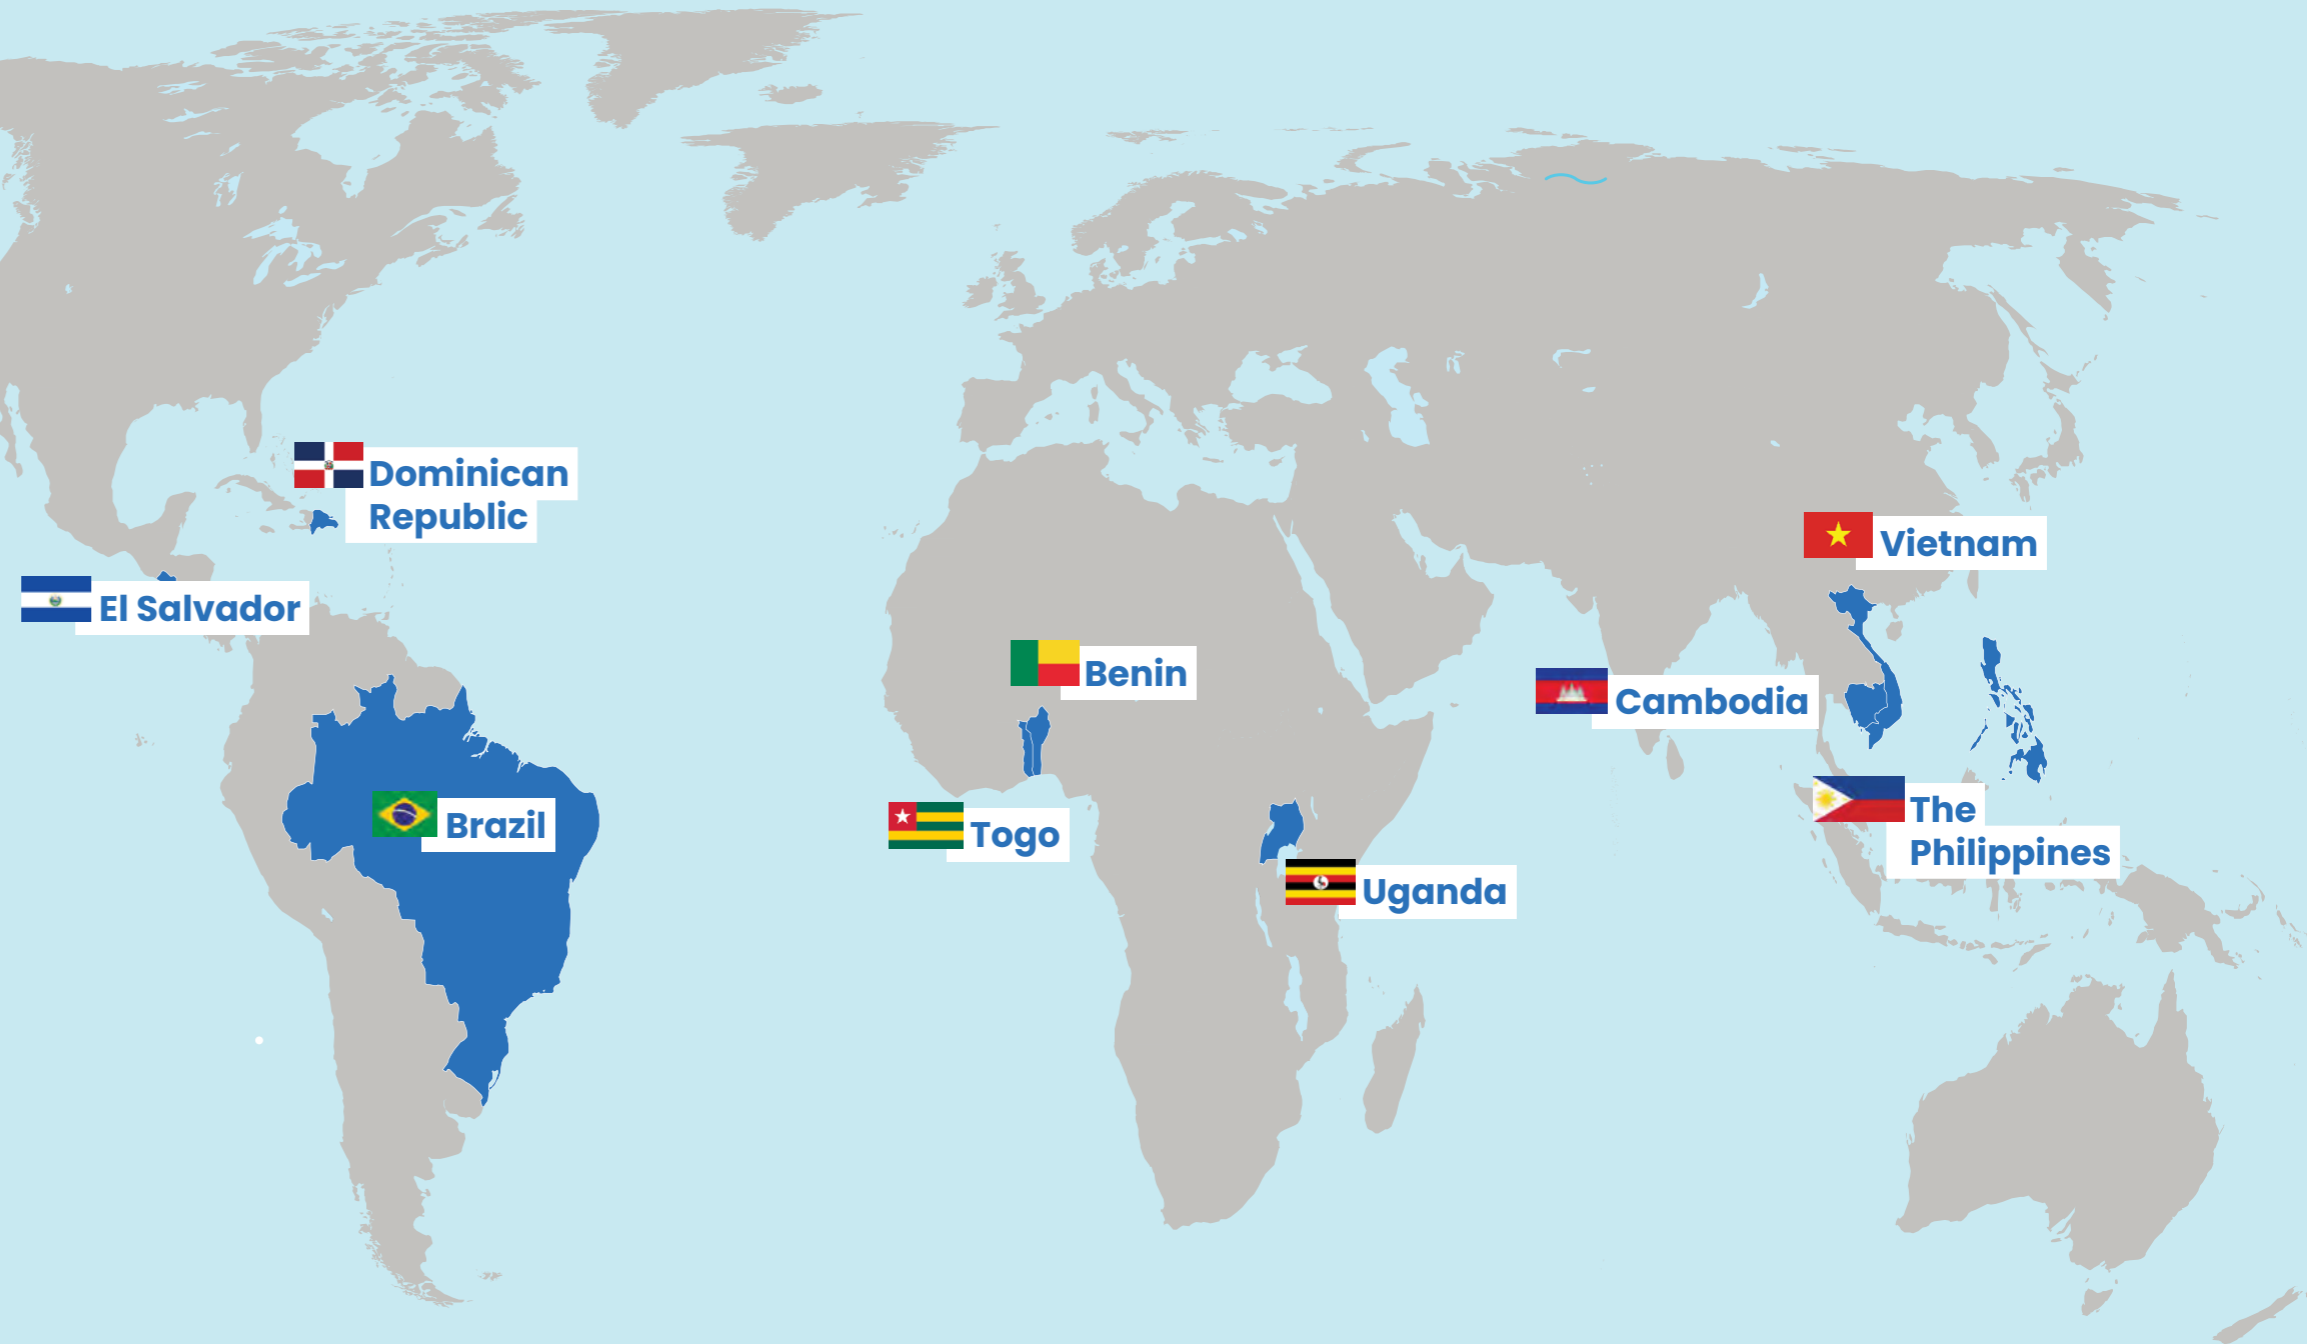 Dominican
Republic
Vietnam
El Salvador
Benin
Cambodia
Brazil
Togo
The
Philippines
Uganda